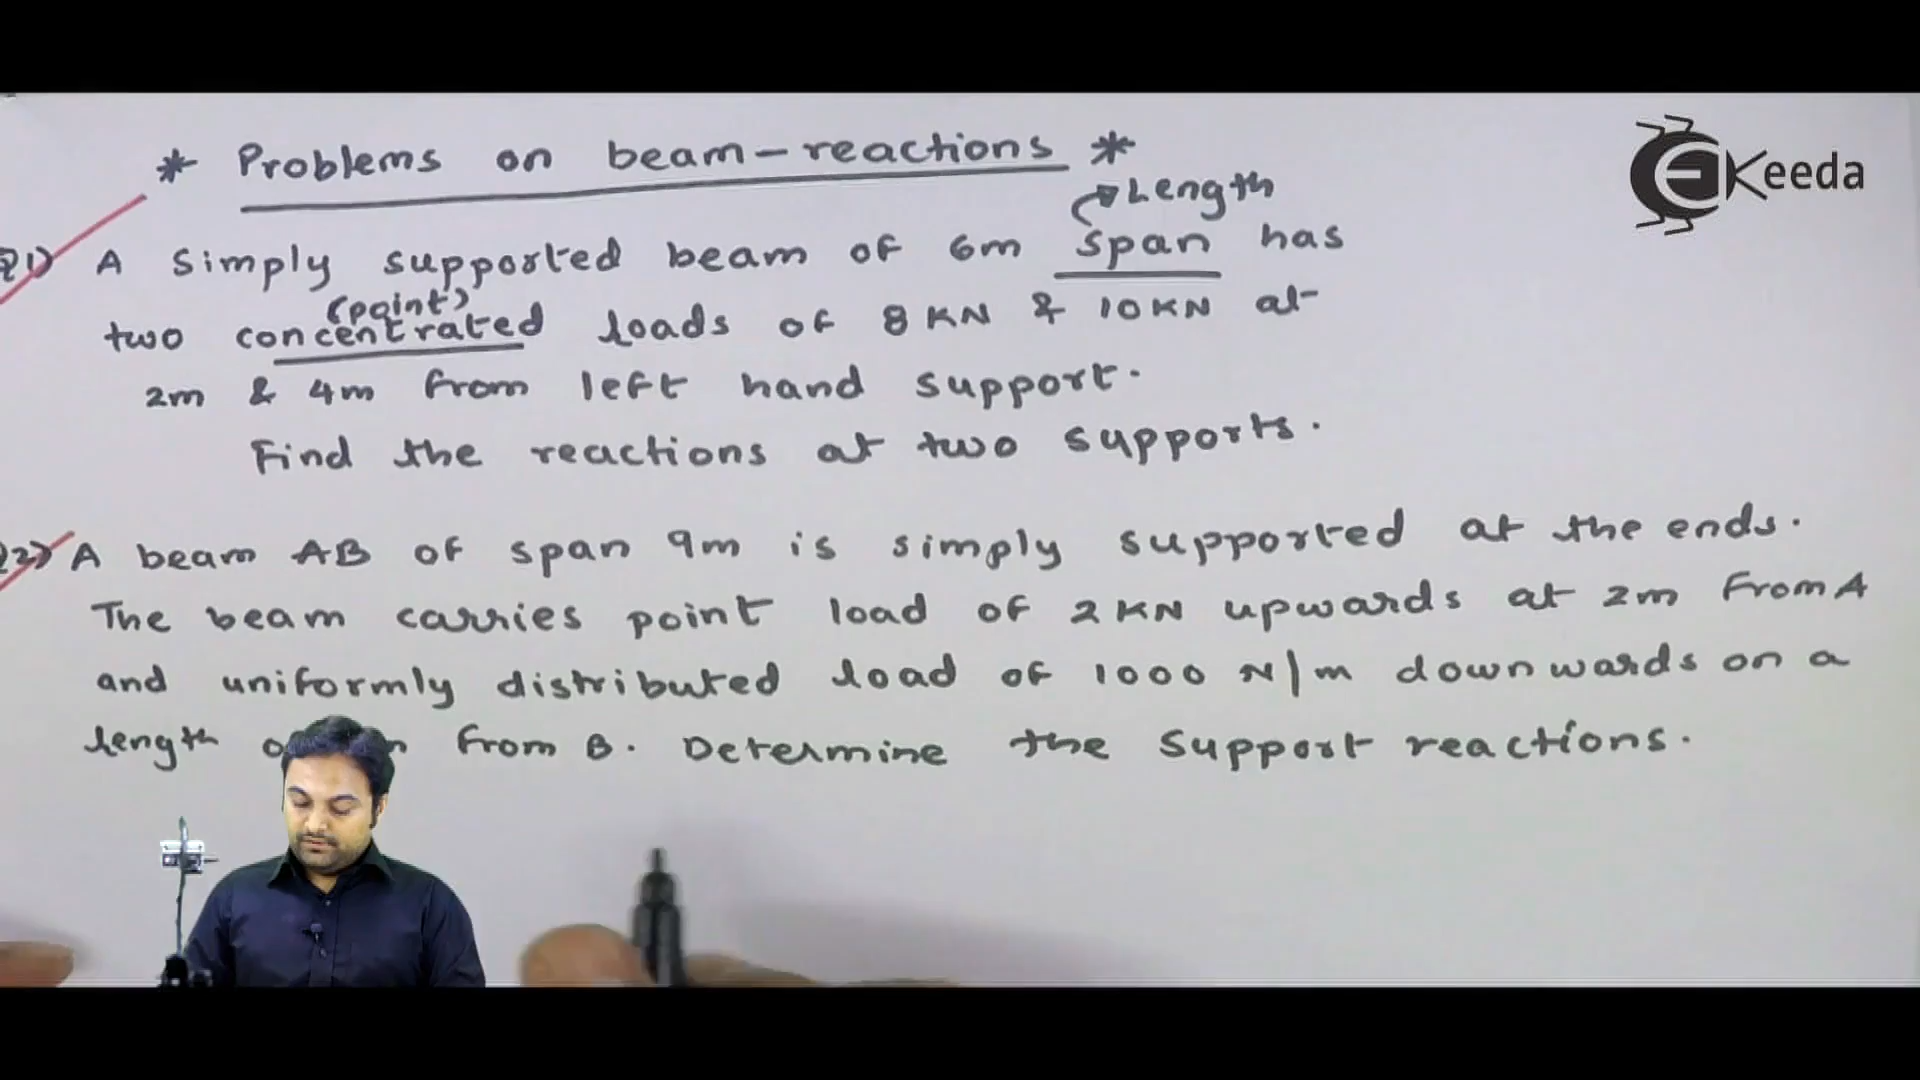 * Problems on beam-reactions *
Length
Q1) A simply supported beam of 6m span has
(point)
two concentrated loads of 8 KN & 10 KN at
2m & 4m from left hand support.
Find the reactions at two supports.
Q2) A beam AB of span 9m is simply supported at the ends.
The beam carries point load of 2 KN upwards at 2m From A
and uniformly distributed load of 1000 N/m downwards on a
length from B. Determine the support reactions.
EKeeda